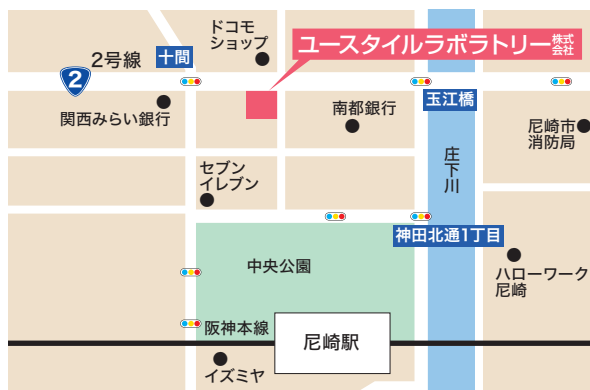 ドコモ
ショップ
ユースタイルラボラトリー株式
会社
2号線
十間
2
関西みらい銀行
南都銀行
玉江橋
尼崎市
消防局
庄下川
セブン
イレブン
神田北通1丁目
中央公園
ハローワーク
尼崎
阪神本線
尼崎駅
イズミヤ